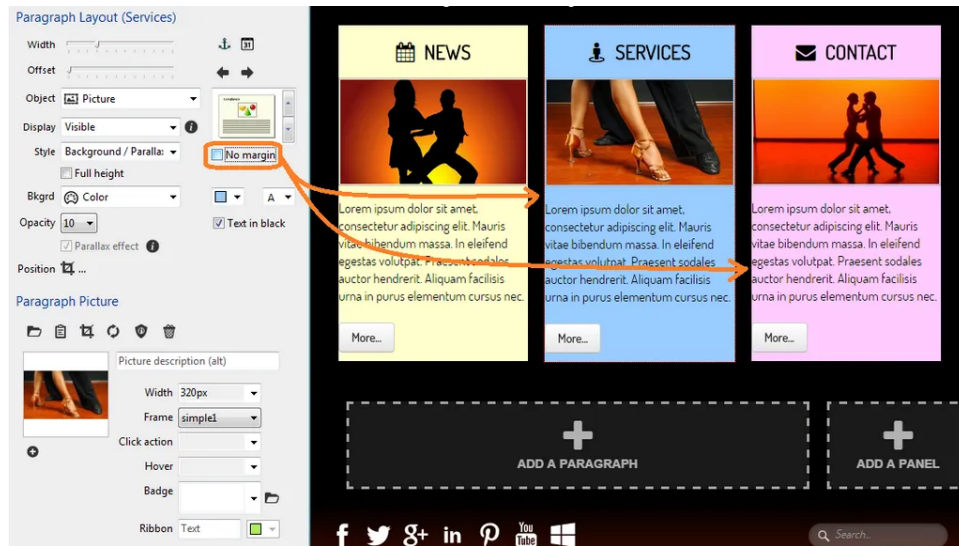 Paragraph Layout (Services)
Width
31
Offset
Object Picture
Display Visible
Style Background / Paralla:
No margin
Full height
Bkgrd Color
A
Opacity 10
Text in black
Parallax effect
Position ...
Paragraph Picture
Picture description (alt)
Width 320px
Frame simple1
Click action
Hover
Badge
Ribbon Text
NEWS
Lorem ipsum dolor sit amet,
consectetur adipiscing elit. Mauris
vitae bibendum massa. In eleifend
egestas volutpat. Praesent sodales
auctor hendrerit. Aliquam facilisis
urna in purus elementum cursus nec.
More...
SERVICES
Lorem ipsum dolor sit amet,
consectetur adipiscing elit. Mauris
vitae bibendum massa. In eleifend
egestas volutpat. Praesent sodales
auctor hendrerit. Aliquam facilisis
urna in purus elementum cursus nec.
More...
CONTACT
Lorem ipsum dolor sit amet,
consectetur adipiscing elit. Mauris
vitae bibendum massa. In eleifend
egestas volutpat. Praesent sodales
auctor hendrerit. Aliquam facilisis
urna in purus elementum cursus nec.
More...
ADD A PARAGRAPH
ADD A PANEL
f g+ in You Tube
Search...